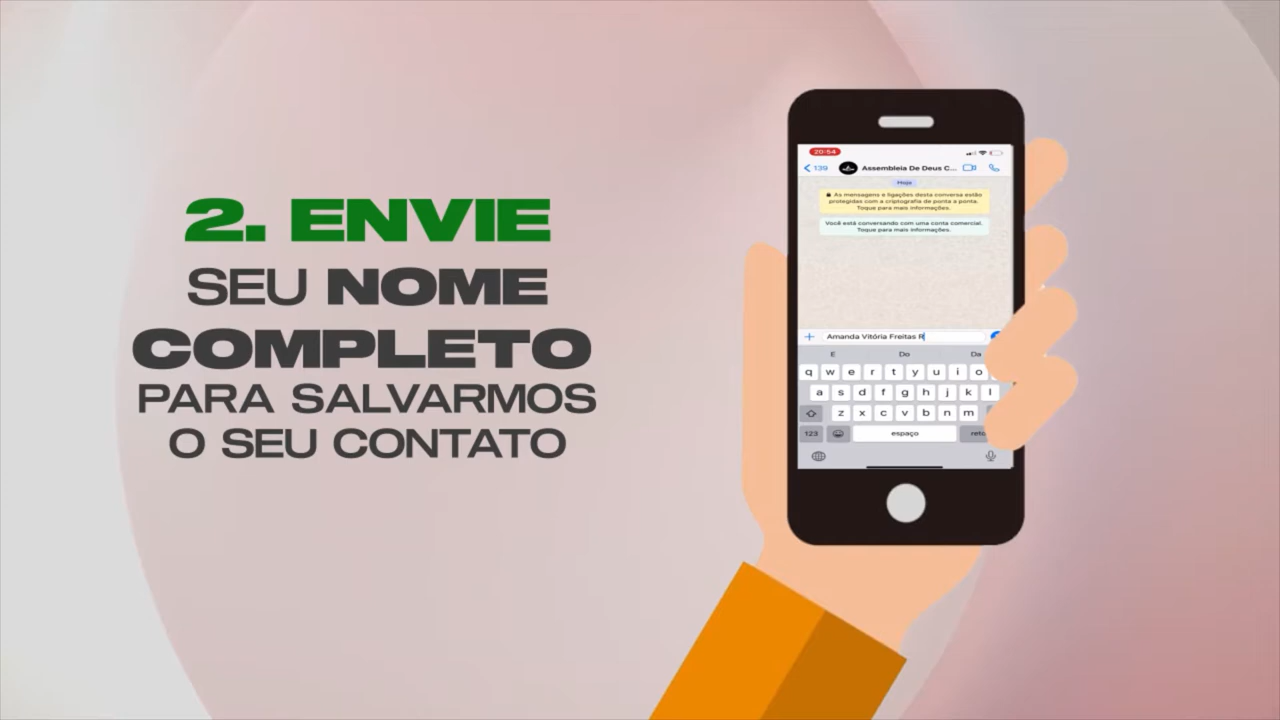 2. ENVIE
SEU NOME
COMPLETO
PARA SALVARMOS
O SEU CONTATO
20:54
139 Assembleia De Deus C...
Hoje
As mensagens e ligações desta conversa estão
protegidas com a criptografia de ponta a ponta.
Toque para mais informações.
Você está conversando com uma conta comercial.
Toque para mais informações.
Amanda Vitória Freitas R
E Do Da
q w e r t y u i o
a s d f g h j k l
z x c v b n m
123 espaço reto